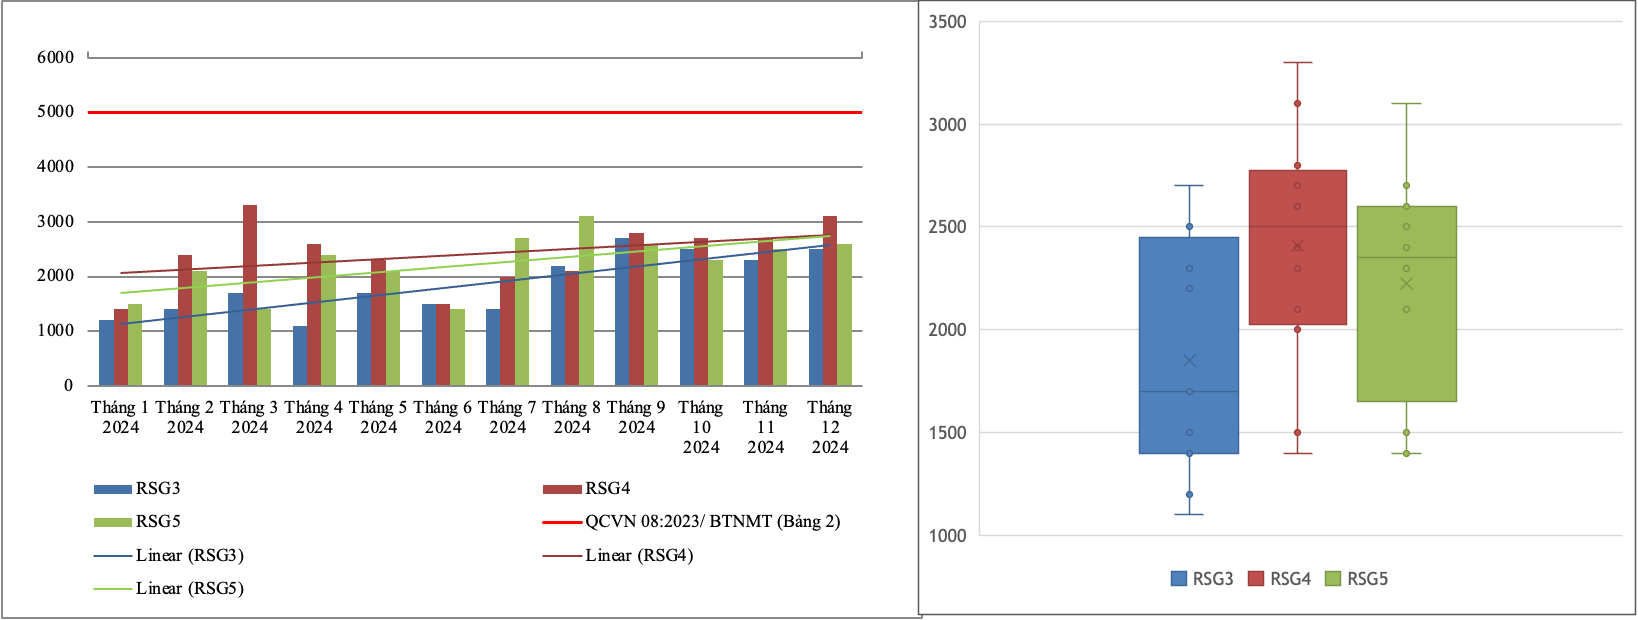 6000
5000
4000
3000
2000
1000
0
Tháng 1 Tháng 2 Tháng 3 Tháng 4 Tháng 5 Tháng 6 Tháng 7 Tháng 8 Tháng 9 Tháng Tháng Tháng
2024 2024 2024 2024 2024 2024 2024 2024 2024 10 11 12
2024 2024 2024
RSG3 RSG4
RSG5 QCVN 08:2023/ BTNMT (Bảng 2)
Linear (RSG3) Linear (RSG4)
Linear (RSG5)
3500
3000
2500
2000
1500
1000
RSG3 RSG4 RSG5